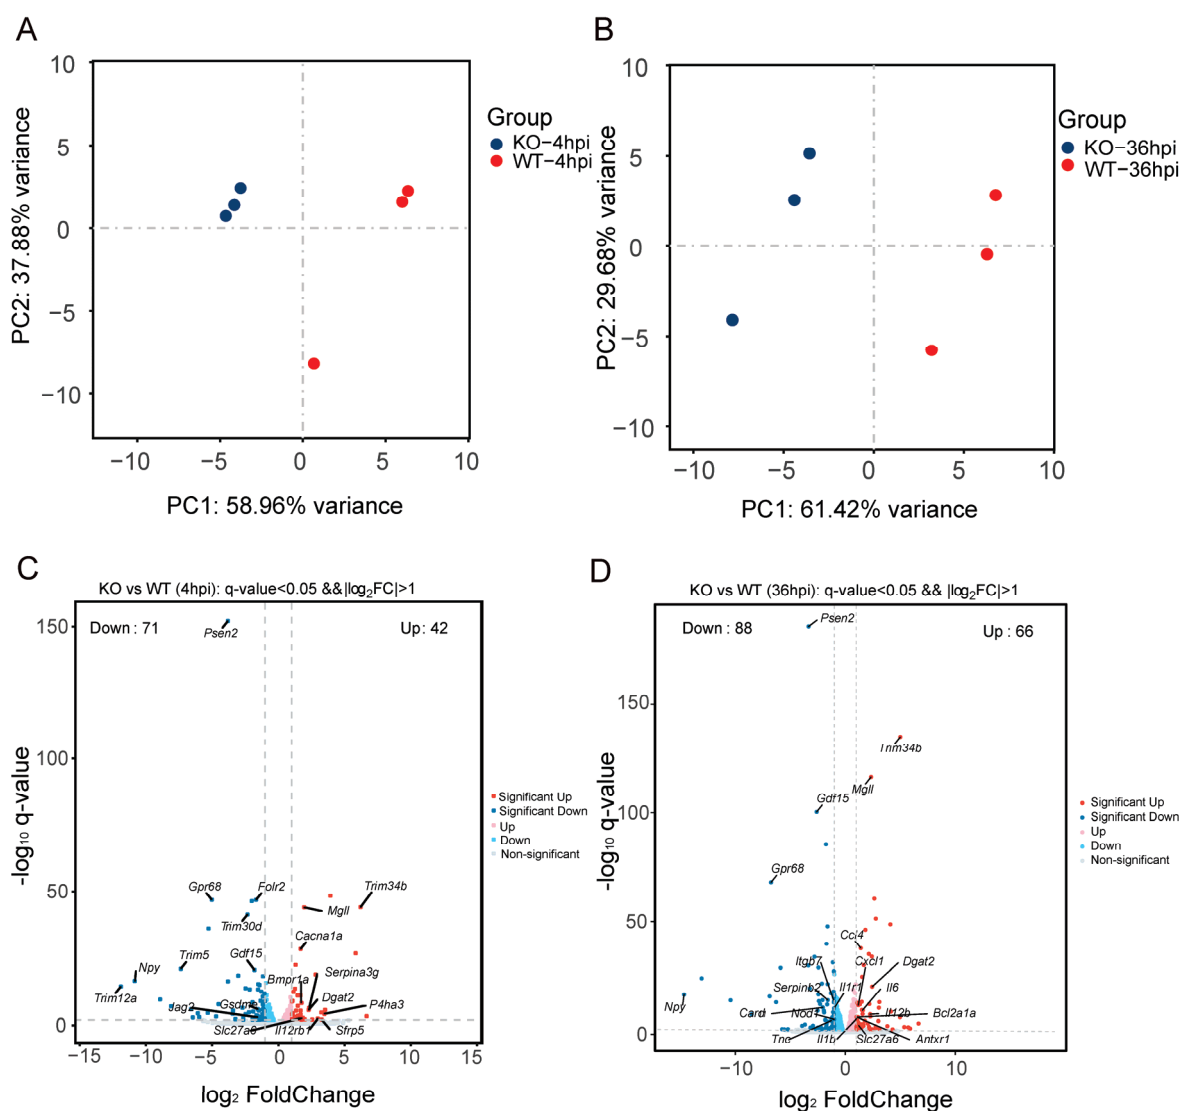 A
10
5
0
−5
−10
−10
−5
0
5
10
PC2: 37.88% variance
PC1: 58.96% variance
Group
KO−4hpi
WT−4hpi
B
10
5
0
−5
−10
−10
−5
0
5
10
PC2: 29.68% variance
PC1: 61.42% variance
Group
KO−36hpi
WT−36hpi
C
KO vs WT (4hpi): q-value<0.05 &&|log2FC|>1
Down : 71
Up: 42
150
100
50
0
−15
−10
−5
0
5
10
15
-log10 q-value
log2 FoldChange
Psen2
Gpr68
Folr2
Trim34b
Mgll
Trim30d
Cacna1a
Trim5
Gdf15
Npy
Bmpr1a
Serpina3g
Trim12a
Dgat2
Jag2
P4ha3
Slc27a6
Il12rb1
Sfrp5
Significant Up
Significant Down
Up
Down
Non-significant
D
KO vs WT (36hpi): q-value<0.05 && |log2FC|>1
Down : 88
Up : 66
150
100
50
0
−10
0
10
-log10 q-value
log2 FoldChange
Psen2
Trim34b
Mgll
Gdf15
Gpr68
Ccl4
Itgb7
Cxcl1
Dgat2
Serpinb2
Il1r1
Il6
Npy
Card
Nod1
Il12b
Bcl2a1a
Tnc
Il1b
Slc27a6
Antxr1
Significant Up
Significant Down
Up
Down
Non-significant